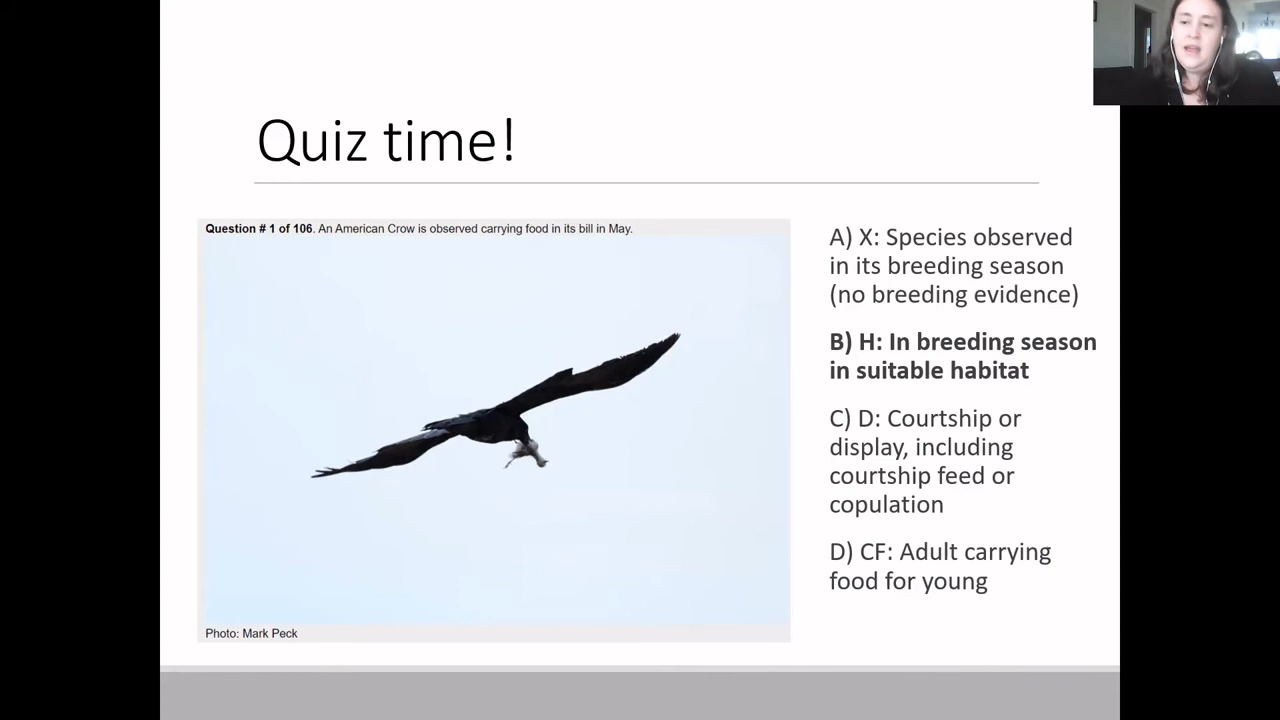 Quiz time!
Question # 1 of 106. An American Crow is observed carrying food in its bill in May.
Photo: Mark Peck
A) X: Species observed
in its breeding season
(no breeding evidence)
B) H: In breeding season
in suitable habitat
C) D: Courtship or
display, including
courtship feed or
copulation
D) CF: Adult carrying
food for young